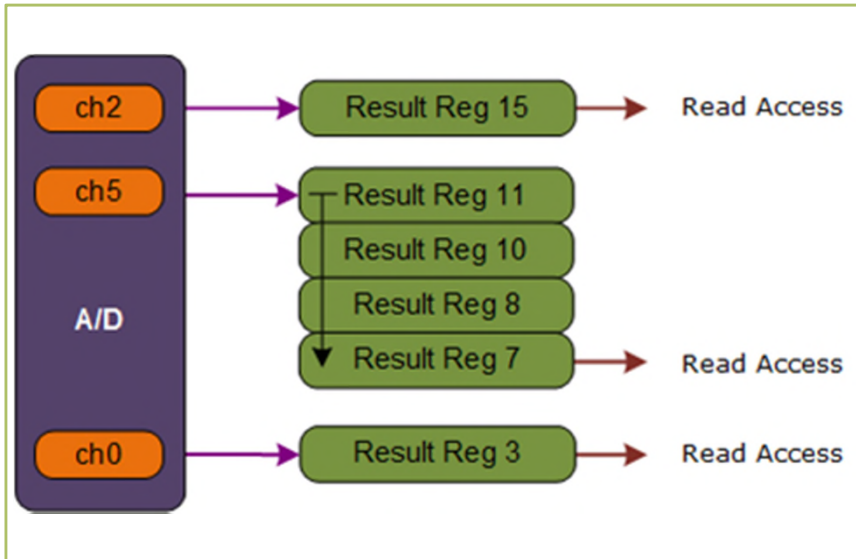 ch2 Result Reg 15 Read Access
ch5 Result Reg 11
Result Reg 10
A/D Result Reg 8
Result Reg 7 Read Access
ch0 Result Reg 3 Read Access